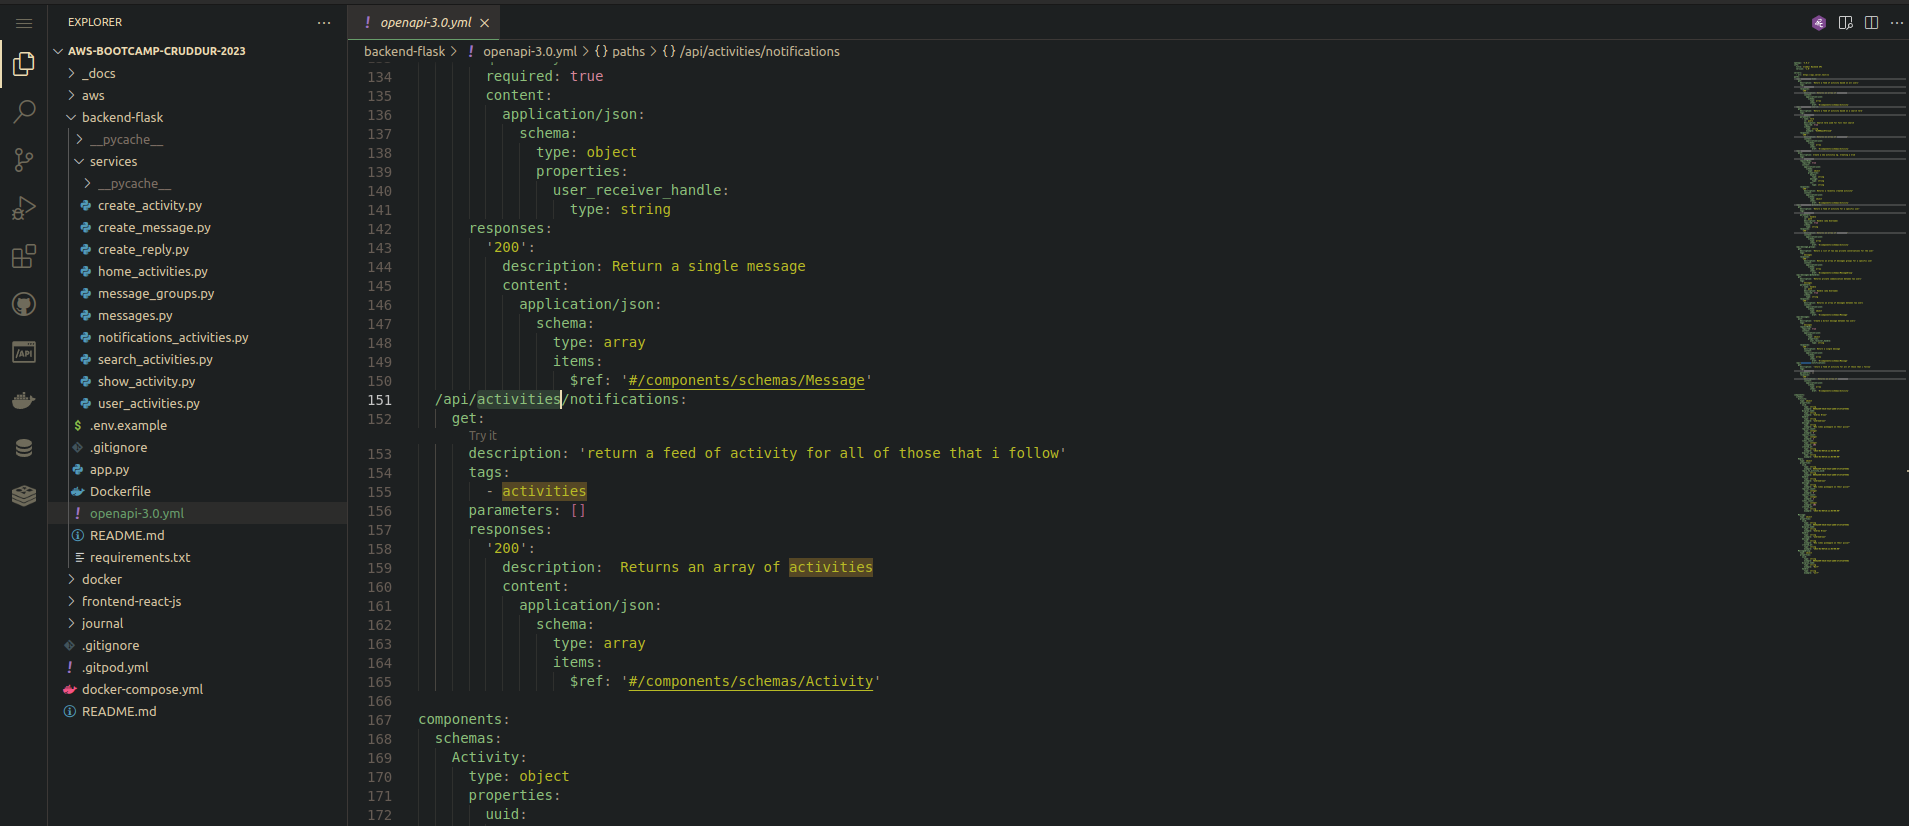 EXPLORER
AWS-BOOTCAMP-CRUDDUR-2023
_docs
aws
backend-flask
__pycache__
services
__pycache__
create_activity.py
create_message.py
create_reply.py
home_activities.py
message_groups.py
messages.py
notifications_activities.py
search_activities.py
show_activity.py
user_activities.py
$ .env.example
.gitignore
app.py
Dockerfile
! openapi-3.0.yml
README.md
requirements.txt
docker
frontend-react-js
journal
.gitignore
! .gitpod.yml
docker-compose.yml
README.md
/API
! openapi-3.0.yml
backend-flask > ! openapi-3.0.yml > {} paths > {} /api/activities/notifications
134 required: true
135 content:
136 application/json:
137 schema:
138 type: object
139 properties:
140 user_receiver_handle:
141 type: string
142 responses:
143 '200':
144 description: Return a single message
145 content:
146 application/json:
147 schema:
148 type: array
149 items:
150 $ref: '#/components/schemas/Message'
151 /api/activities/notifications:
152 get:
Try it
153 description: 'return a feed of activity for all of those that i follow'
154 tags:
155 - activities
156 parameters: []
157 responses:
158 '200':
159 description:  Returns an array of activities
160 content:
161 application/json:
162 schema:
163 type: array
164 items:
165 $ref: '#/components/schemas/Activity'
166
167 components:
168 schemas:
169 Activity:
170 type: object
171 properties:
172 uuid: